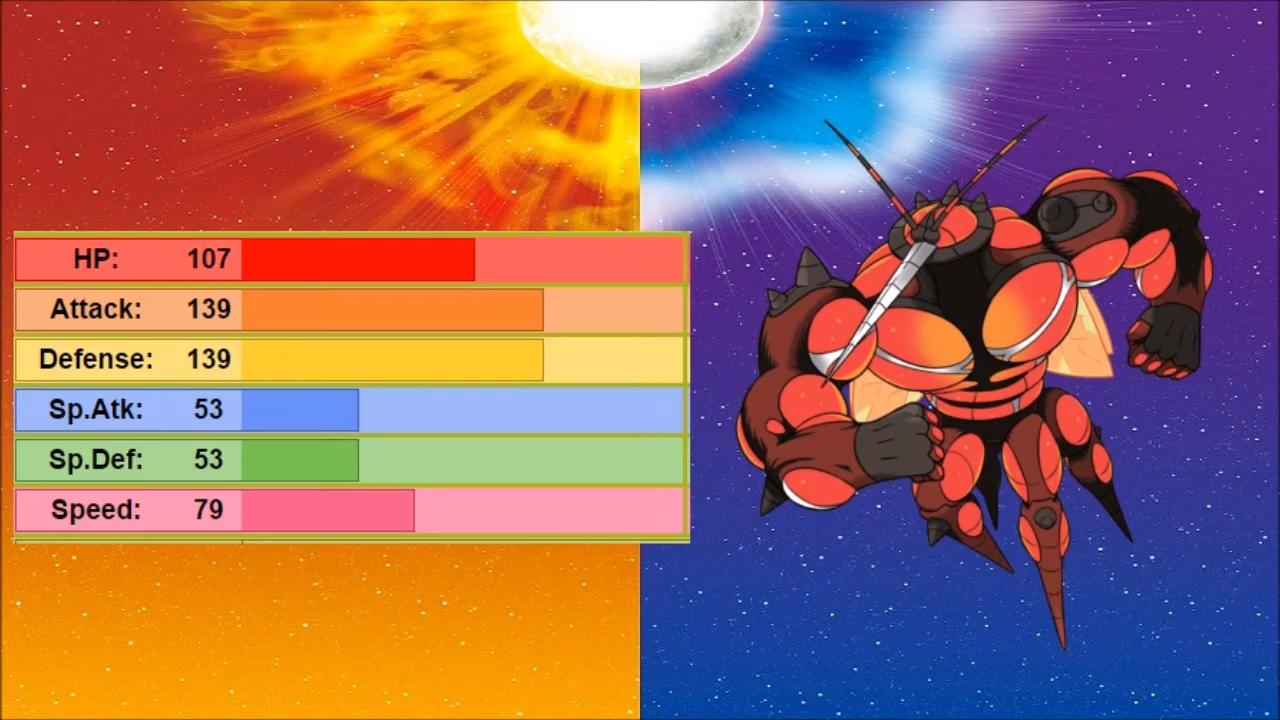 HP: 107
Attack: 139
Defense: 139
Sp.Atk: 53
Sp.Def: 53
Speed: 79